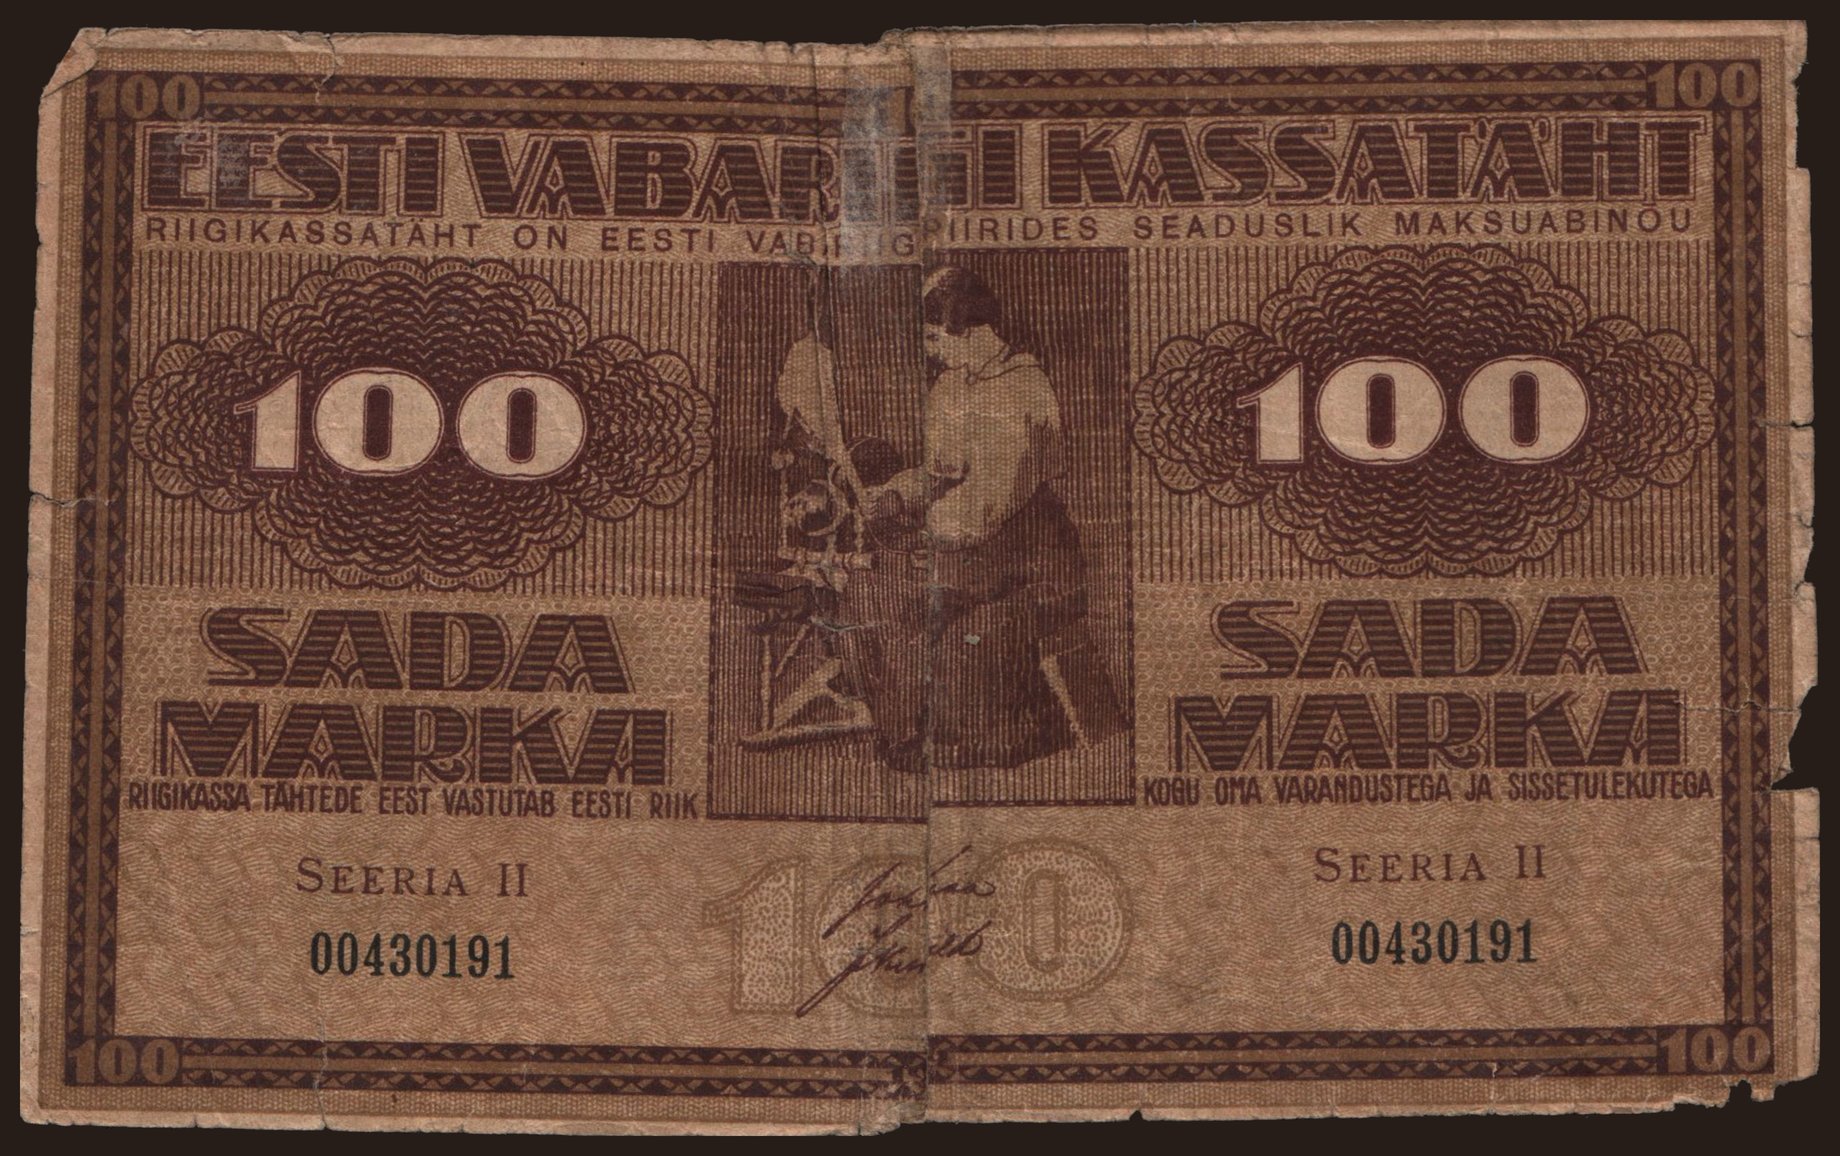 100 100
EESTI VABARIIGI KASSATÄHT
RIIGIKASSATÄHT ON EESTI PIIRIDES SEADUSLIK MAKSUABINÕU
100 100
SADA MARKA
SADA MARKA
RIIGIKASSA TÄHTEDE EEST VASTUTAB EESTI RIIK
KOGU OMA VARANDUSTEGA JA SISSETULEKUTEGA
SEERIA II SEERIA II
100
00430191 00430191
100 100